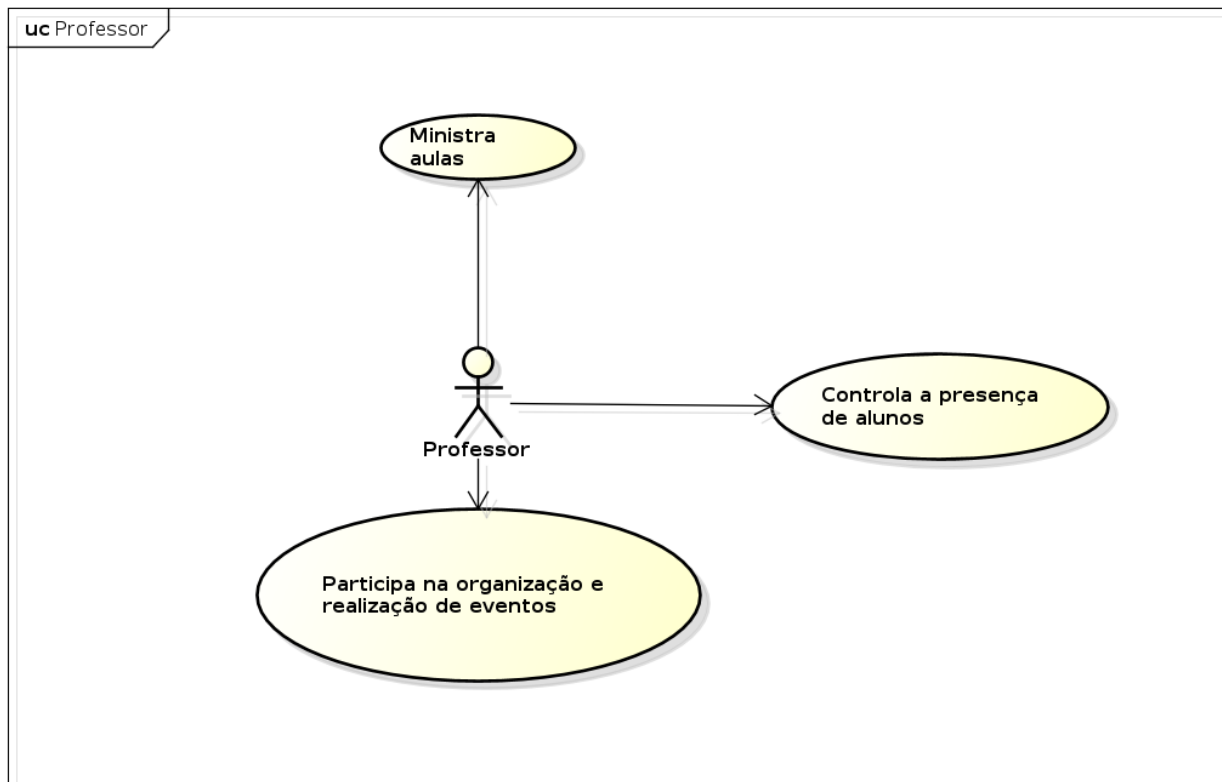 uc Professor
Ministra
aulas
Controla a presença
de alunos
Professor
Participa na organização e
realização de eventos